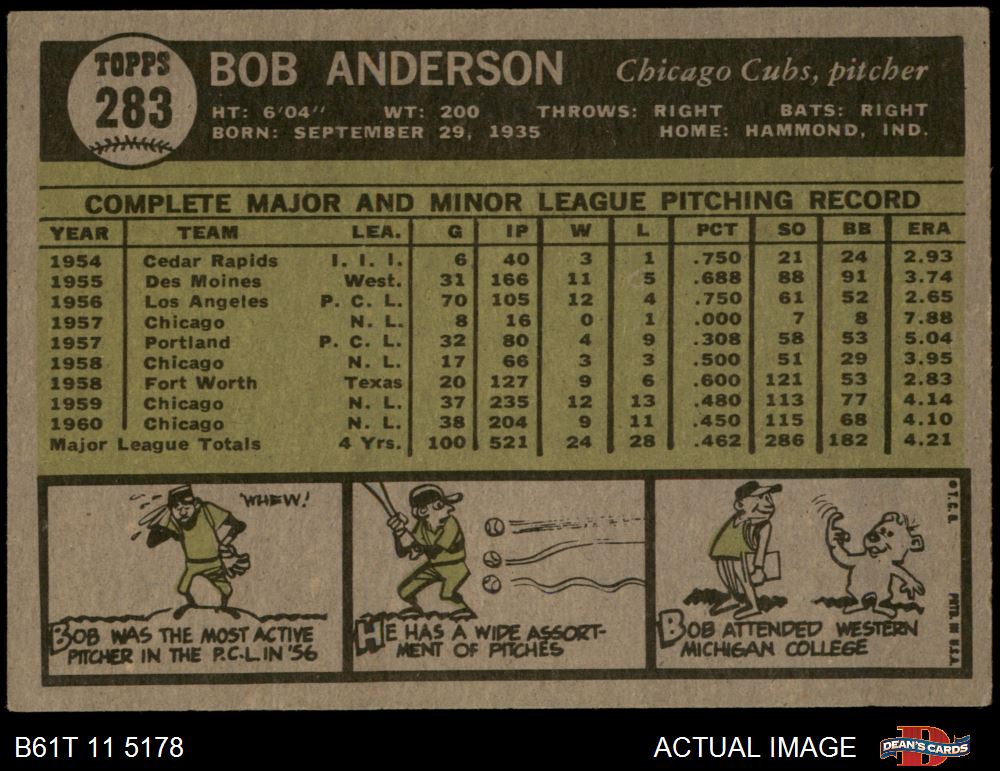 TOPPS
283
BOB ANDERSON Chicago Cubs, pitcher
HT: 6'04" WT: 200 THROWS: RIGHT BATS: RIGHT
BORN: SEPTEMBER 29, 1935 HOME: HAMMOND, IND.
COMPLETE MAJOR AND MINOR LEAGUE PITCHING RECORD
YEAR TEAM LEA. G IP W L PCT SO BB ERA
1954 Cedar Rapids I. I. I. 6 40 3 1 .750 21 24 2.93
1955 Des Moines West. 31 166 11 5 .688 88 91 3.74
1956 Los Angeles P. C. L. 70 105 12 4 .750 61 52 2.65
1957 Chicago N. L. 8 16 0 1 .000 7 8 7.88
1957 Portland P. C. L. 32 80 4 9 .308 58 53 5.04
1958 Chicago N. L. 17 66 3 3 .500 51 29 3.95
1958 Fort Worth Texas 20 127 9 6 .600 121 53 2.83
1959 Chicago N. L. 37 235 12 13 .480 113 77 4.14
1960 Chicago N. L. 38 204 9 11 .450 115 68 4.10
Major League Totals 4 Yrs. 100 521 24 28 .462 286 182 4.21
'WHEW!
BOB WAS THE MOST ACTIVE
PITCHER IN THE P.C.L. IN '56
HE HAS A WIDE ASSORT-
MENT OF PITCHES
BOB ATTENDED WESTERN
MICHIGAN COLLEGE
© T. C. G.
PRTD. IN U.S.A.
B61T 11 5178
ACTUAL IMAGE
DEAN'S CARDS